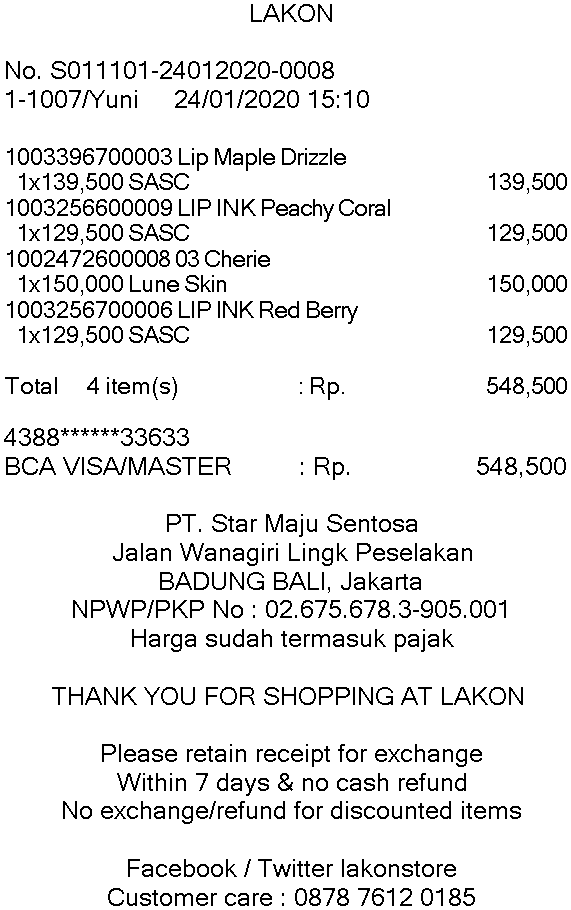 LAKON
No. S011101-24012020-0008
1-1007/Yuni 24/01/2020 15:10
1003396700003 Lip Maple Drizzle
1x139,500 SASC 139,500
1003256600009 LIP INK Peachy Coral
1x129,500 SASC 129,500
1002472600008 03 Cherie
1x150,000 Lune Skin 150,000
1003256700006 LIP INK Red Berry
1x129,500 SASC 129,500
Total 4 item(s) : Rp. 548,500
4388******33633
BCA VISA/MASTER : Rp. 548,500
PT. Star Maju Sentosa
Jalan Wanagiri Lingk Peselakan
BADUNG BALI, Jakarta
NPWP/PKP No : 02.675.678.3-905.001
Harga sudah termasuk pajak
THANK YOU FOR SHOPPING AT LAKON
Please retain receipt for exchange
Within 7 days & no cash refund
No exchange/refund for discounted items
Facebook / Twitter lakonstore
Customer care : 0878 7612 0185